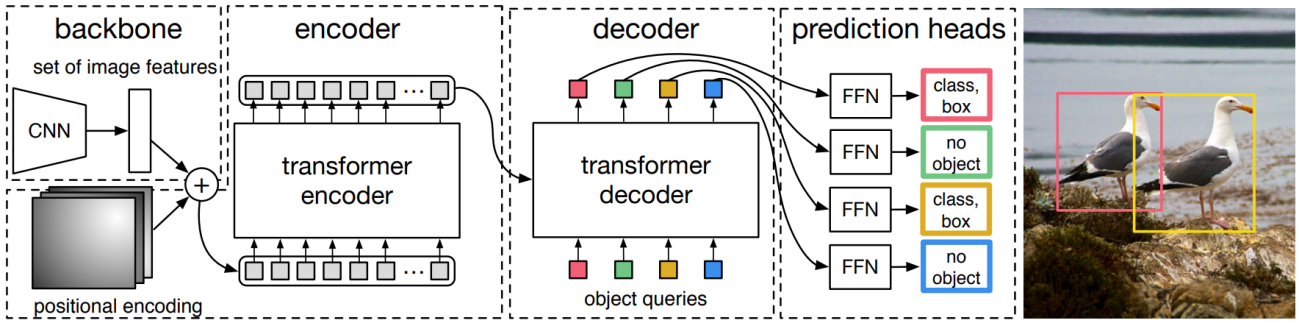 backbone
set of image features
CNN
+
positional encoding
encoder
...
transformer
encoder
...
decoder
transformer
decoder
object queries
prediction heads
FFN
class,
box
FFN
no
object
FFN
class,
box
FFN
no
object